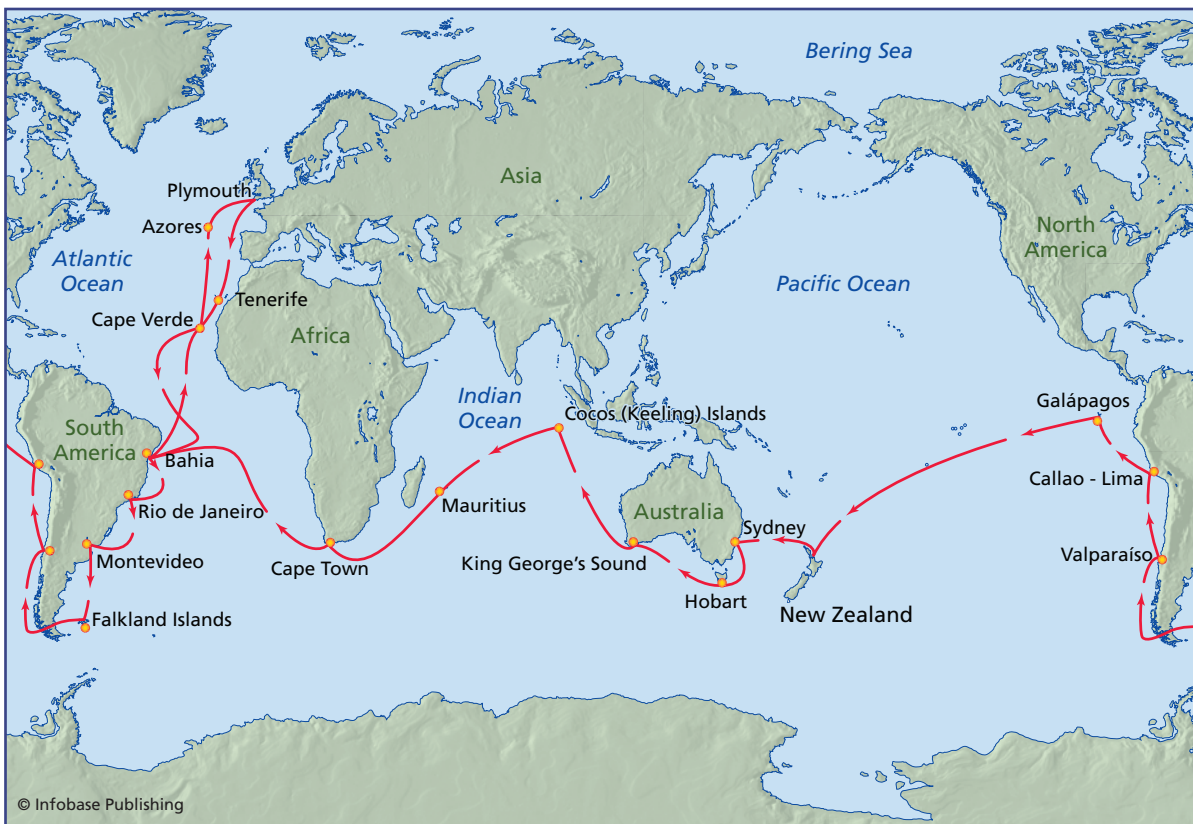 Bering Sea
Plymouth
Asia
Azores
North
America
Atlantic
Ocean
Pacific Ocean
Tenerife
Cape Verde
Africa
Indian
Ocean
Galápagos
Cocos (Keeling) Islands
South
America
Bahia
Callao - Lima
Mauritius
Rio de Janeiro
Australia
Sydney
Montevideo
Cape Town
King George’s Sound
Valparaíso
Hobart
New Zealand
Falkland Islands
© Infobase Publishing